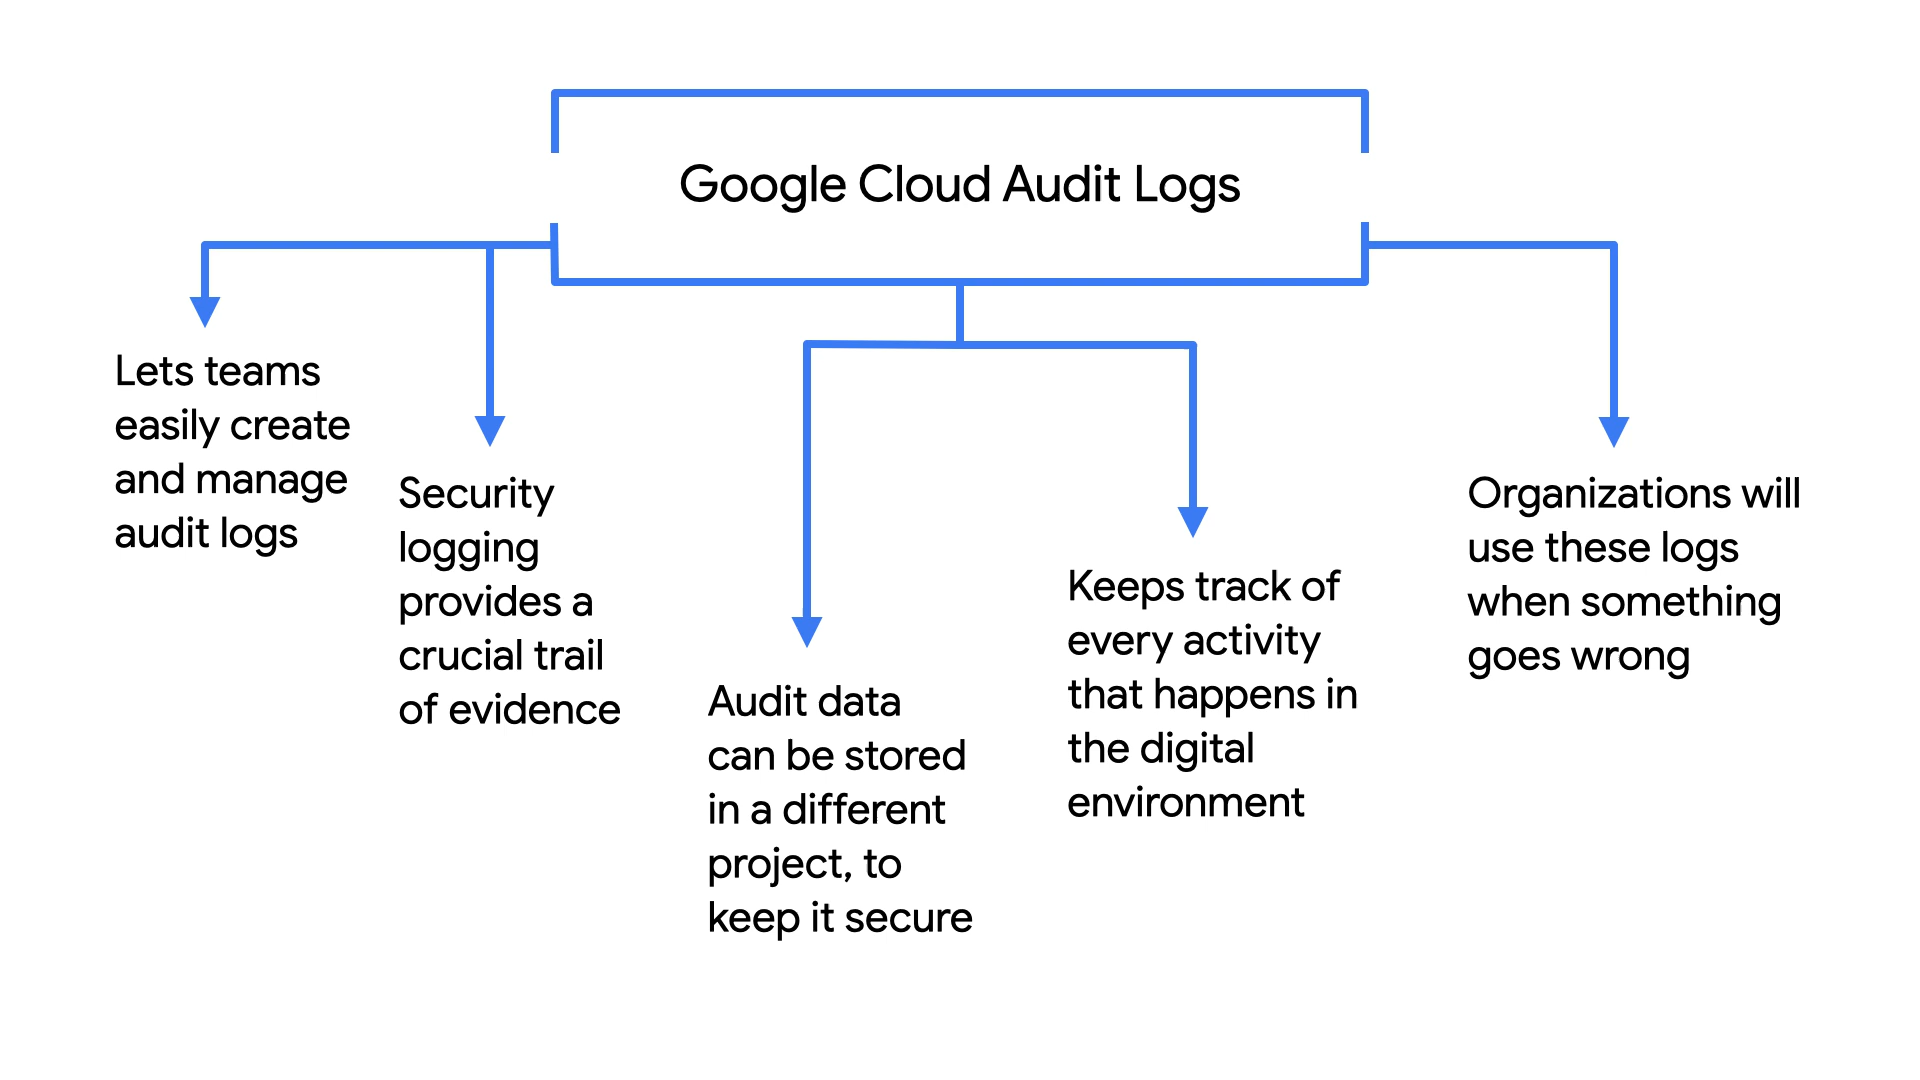 Google Cloud Audit Logs
Lets teams
easily create
and manage
audit logs
Security
logging
provides a
crucial trail
of evidence
Audit data
can be stored
in a different
project, to
keep it secure
Keeps track of
every activity
that happens in
the digital
environment
Organizations will
use these logs
when something
goes wrong